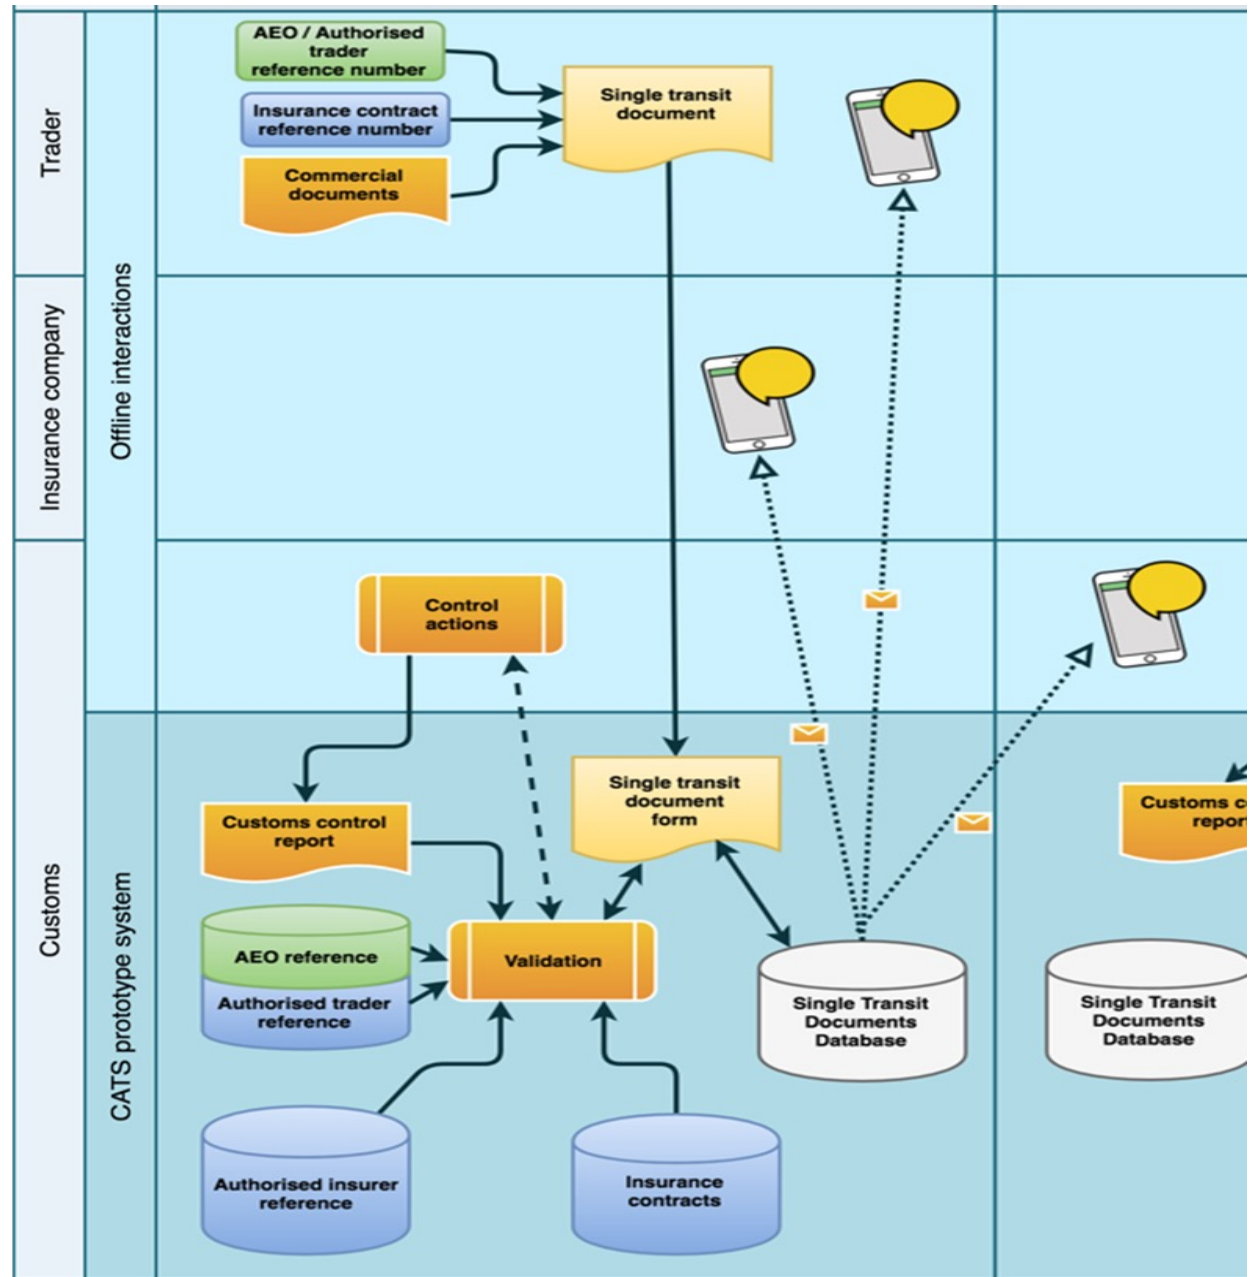 Trader
Insurance company
Customs
Offline interactions
CATS prototype system
AEO / Authorised
trader
reference number
Insurance contract
reference number
Commercial
documents
Single transit
document
Control
actions
Customs control
report
Single transit
document
form
AEO reference
Authorised trader
reference
Validation
Single Transit
Documents
Database
Authorised insurer
reference
Insurance
contracts
Customs
report
Single Transit
Documents
Database